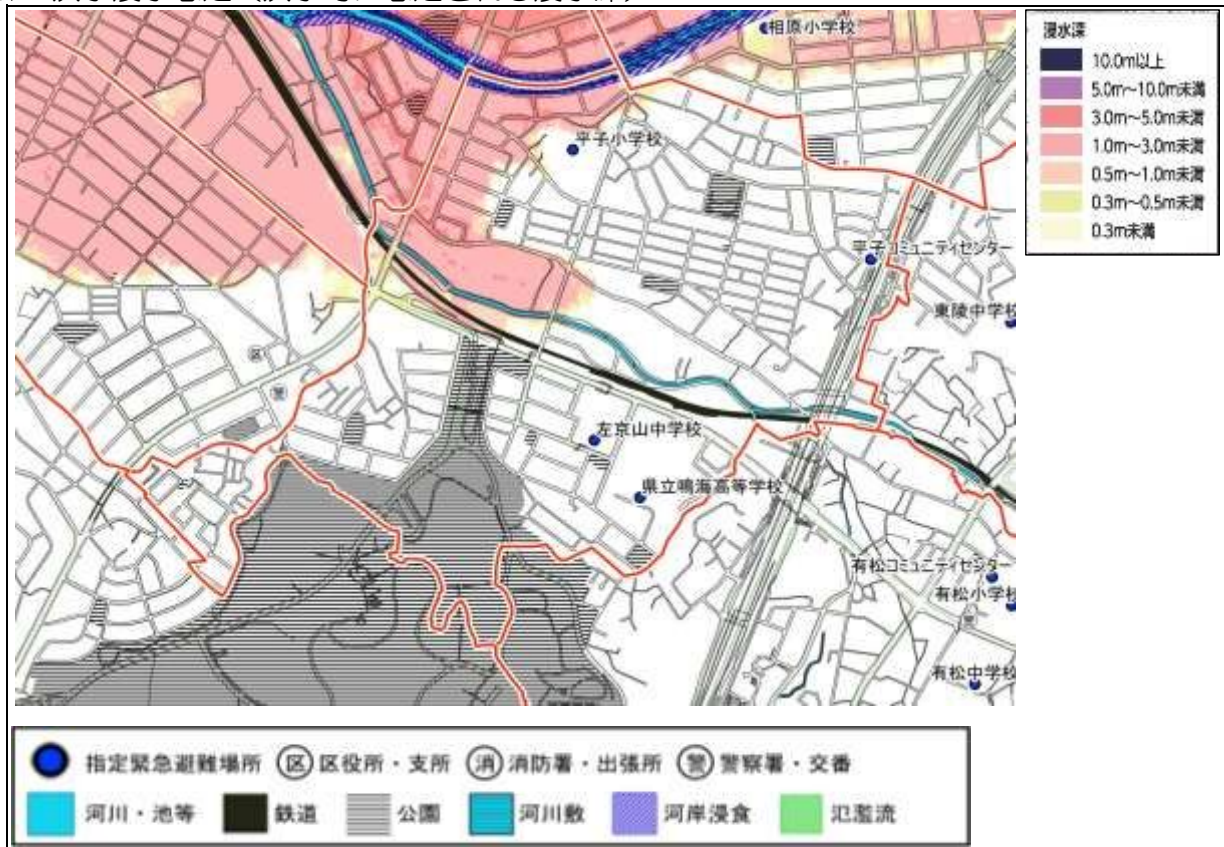 相原小学校
平子小学校
平子コミュニティセンター
東陵中学校
区
警
左京山中学校
県立鳴海高等学校
有松コミュニティセンター
有松小学校
有松中学校
浸水深
10.0m以上
5.0m~10.0m未満
3.0m~5.0m未満
1.0m~3.0m未満
0.5m~1.0m未満
0.3m~0.5m未満
0.3m未満
指定緊急避難場所 区 区役所・支所 消 消防署・出張所 警 警察署・交番
河川・池等 鉄道 公園 河川敷 河岸浸食 氾濫流